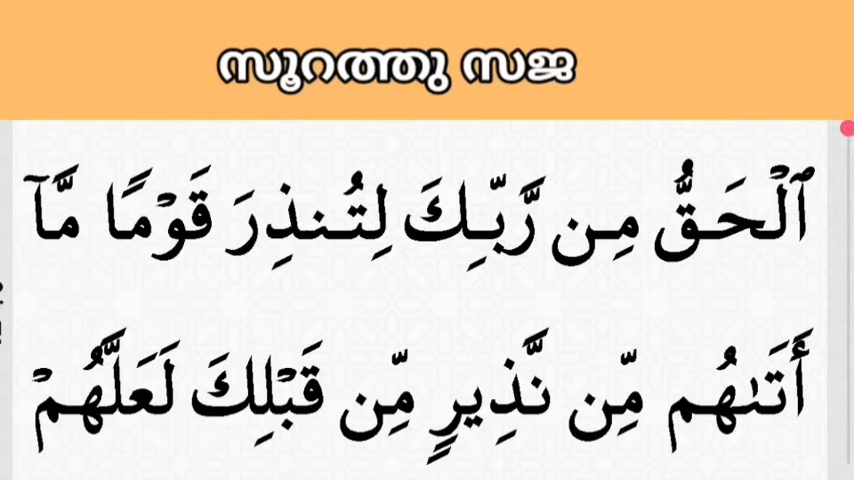 സൂറത്തു സജ
ٱلْحَقُّ مِن رَّبِّكَ لِتُنذِرَ قَوْمًا مَّآ
أَتَىٰهُم مِّن نَّذِيرٍ مِّن قَبْلِكَ لَعَلَّهُمْ